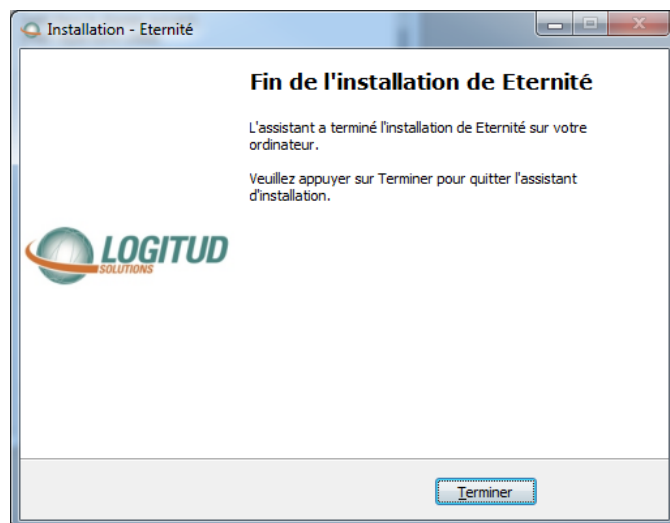 Installation - Eternité
Fin de l'installation de Eternité
L'assistant a terminé l'installation de Eternité sur votre
ordinateur.
Veuillez appuyer sur Terminer pour quitter l'assistant
d'installation.
LOGITUD
SOLUTIONS
Terminer